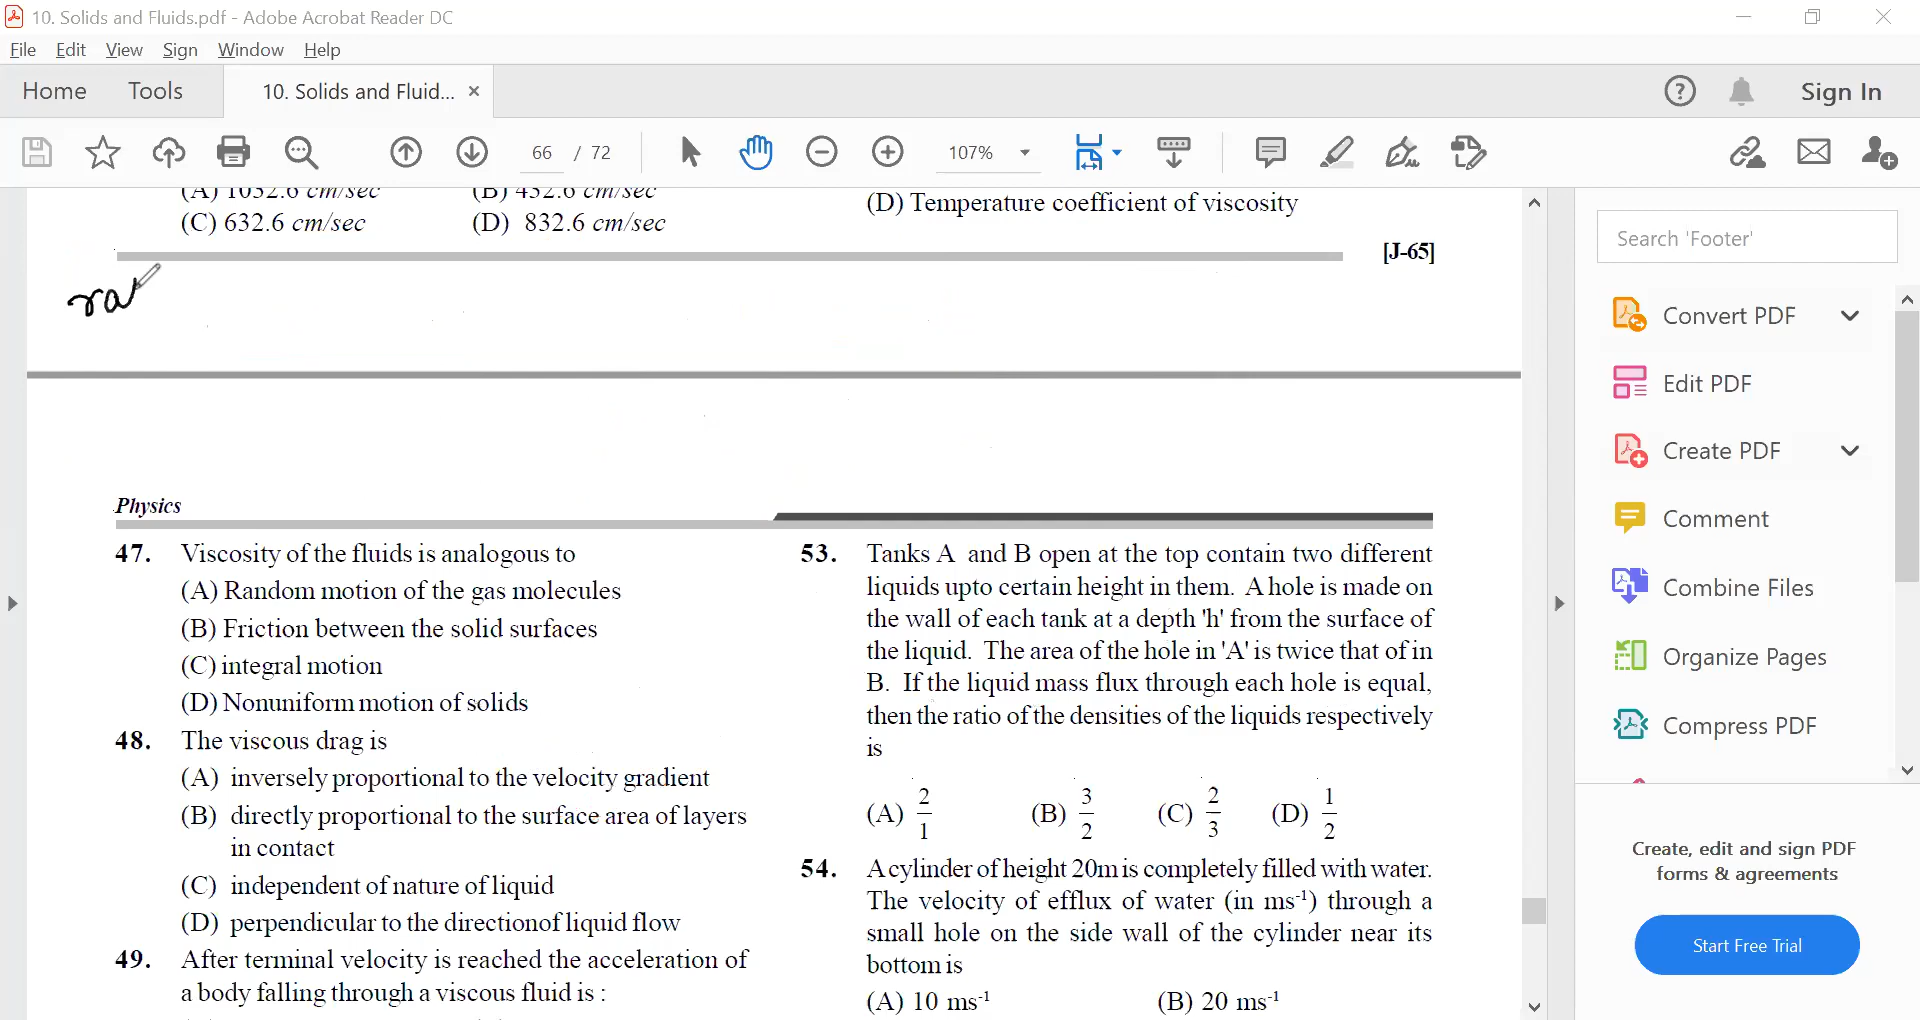 10. Solids and Fluids.pdf - Adobe Acrobat Reader DC
File Edit View Sign Window Help
Home Tools 10. Solids and Fluid... × Sign In
66 / 72 107%
(A) 1032.6 cm/sec (B) 432.6 cm/sec
(C) 632.6 cm/sec (D) 832.6 cm/sec
(D) Temperature coefficient of viscosity
[J-65]
Physics
47. Viscosity of the fluids is analogous to
(A) Random motion of the gas molecules
(B) Friction between the solid surfaces
(C) integral motion
(D) Nonuniform motion of solids
48. The viscous drag is
(A) inversely proportional to the velocity gradient
(B) directly proportional to the surface area of layers
in contact
(C) independent of nature of liquid
(D) perpendicular to the directionof liquid flow
49. After terminal velocity is reached the acceleration of
a body falling through a viscous fluid is :
53. Tanks A and B open at the top contain two different
liquids upto certain height in them. A hole is made on
the wall of each tank at a depth 'h' from the surface of
the liquid. The area of the hole in 'A' is twice that of in
B. If the liquid mass flux through each hole is equal,
then the ratio of the densities of the liquids respectively
is
(A) 2/1 (B) 3/2 (C) 2/3 (D) 1/2
54. A cylinder of height 20m is completely filled with water.
The velocity of efflux of water (in ms⁻¹) through a
small hole on the side wall of the cylinder near its
bottom is
(A) 10 ms⁻¹ (B) 20 ms⁻¹
Search 'Footer'
Convert PDF
Edit PDF
Create PDF
Comment
Combine Files
Organize Pages
Compress PDF
Create, edit and sign PDF
forms & agreements
Start Free Trial